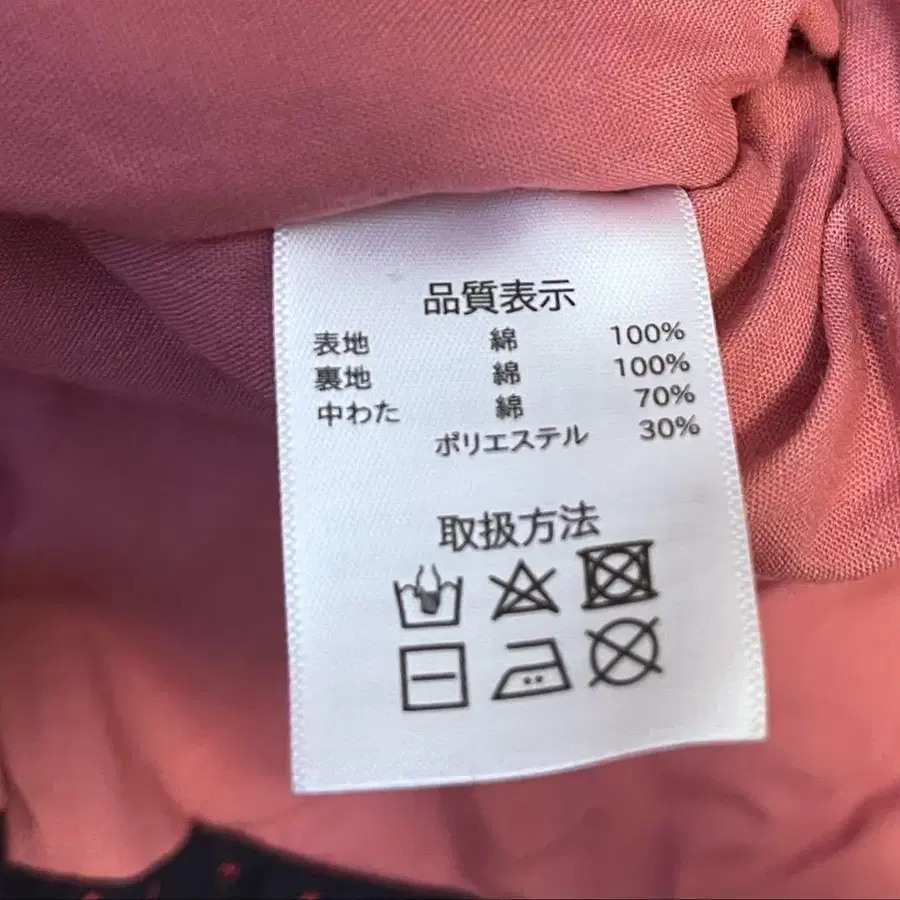 品質表示
表地 綿 100%
裏地 綿 100%
中わた 綿 70%
ポリエステル 30%
取扱方法